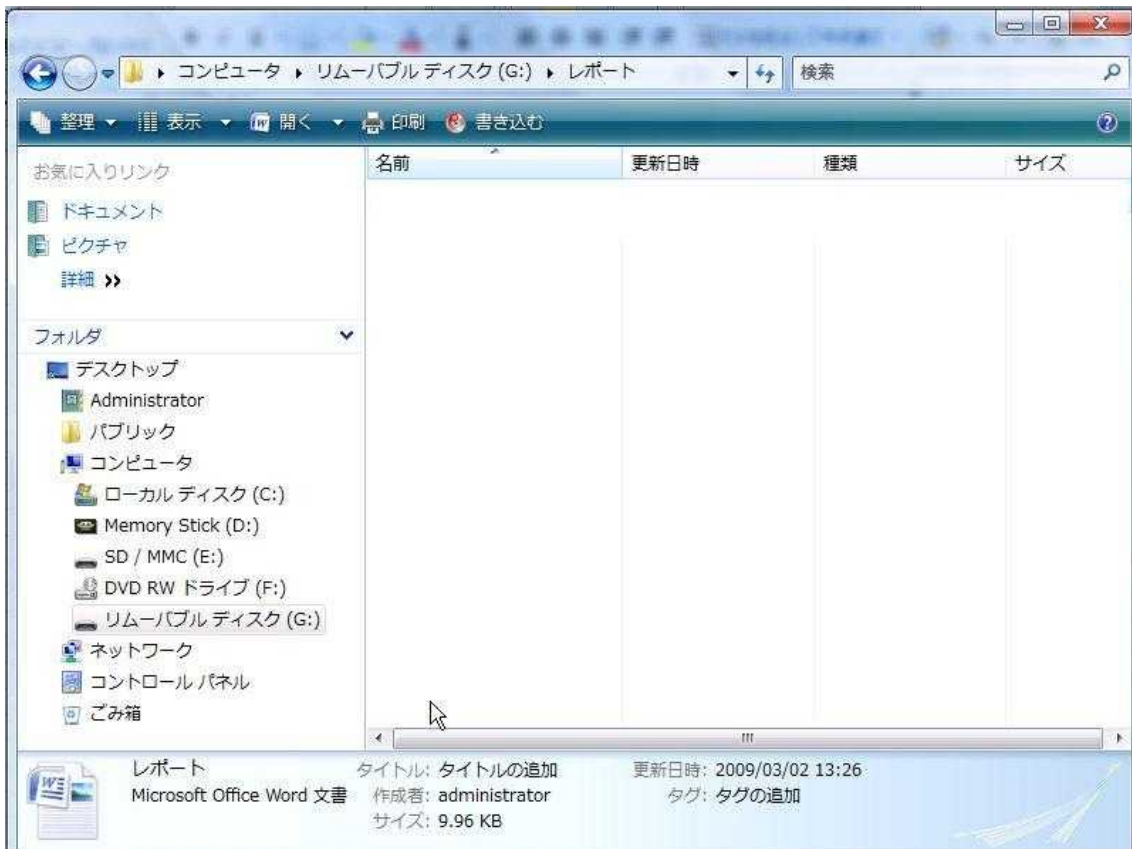 コンピュータ ▸ リムーバブル ディスク (G:) ▸ レポート 検索
整理 表示 開く 印刷 書き込む
お気に入りリンク
ドキュメント
ピクチャ
詳細 »
フォルダ
デスクトップ
Administrator
パブリック
コンピュータ
ローカル ディスク (C:)
Memory Stick (D:)
SD / MMC (E:)
DVD RW ドライブ (F:)
リムーバブル ディスク (G:)
ネットワーク
コントロール パネル
ごみ箱
名前 更新日時 種類 サイズ
レポート タイトル: タイトルの追加 更新日時: 2009/03/02 13:26
Microsoft Office Word 文書 作成者: administrator タグ: タグの追加
サイズ: 9.96 KB